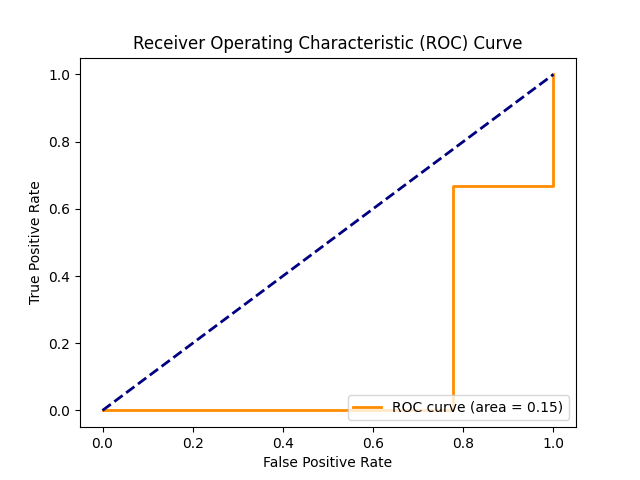 Receiver Operating Characteristic (ROC) Curve
True Positive Rate
1.0
0.8
0.6
0.4
0.2
0.0
ROC curve (area = 0.15)
0.0 0.2 0.4 0.6 0.8 1.0
False Positive Rate